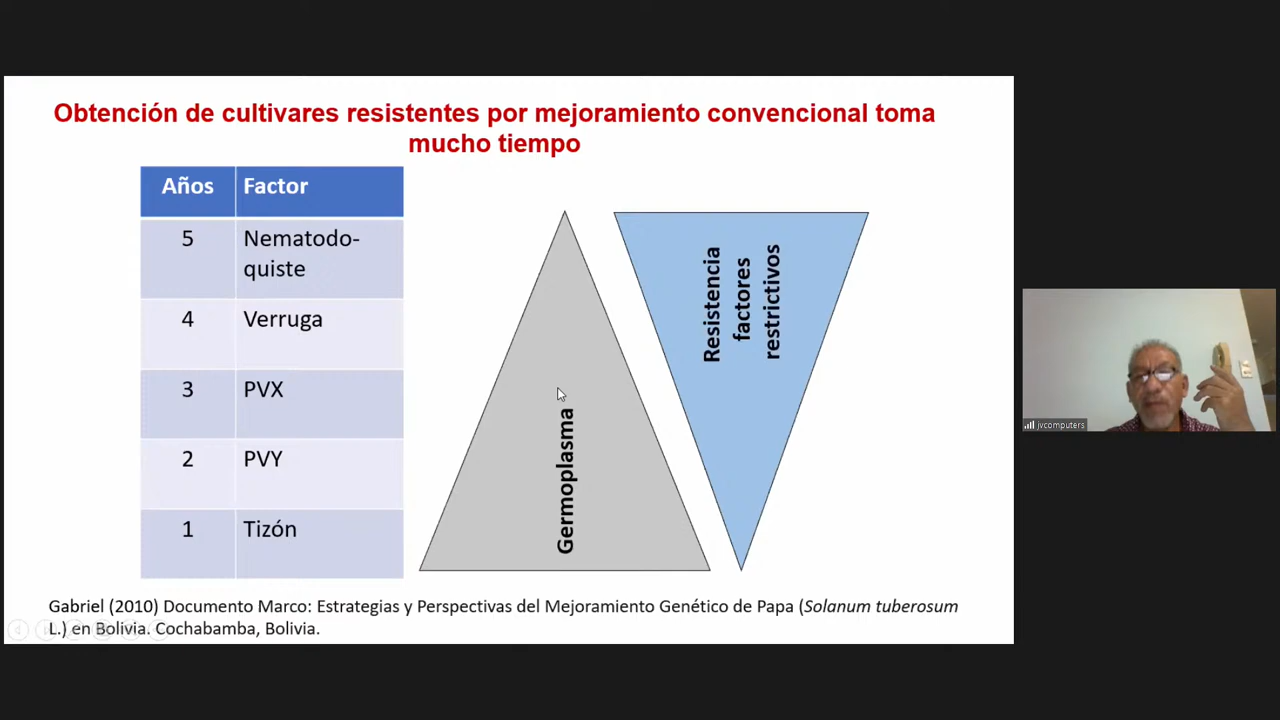 Obtención de cultivares resistentes por mejoramiento convencional toma
mucho tiempo
Años Factor
5 Nematodo-
quiste
4 Verruga
3 PVX
2 PVY
1 Tizón
Germoplasma
Resistencia
factores
restrictivos
Gabriel (2010) Documento Marco: Estrategias y Perspectivas del Mejoramiento Genético de Papa (Solanum tuberosum
L.) en Bolivia. Cochabamba, Bolivia.
jvcomputers